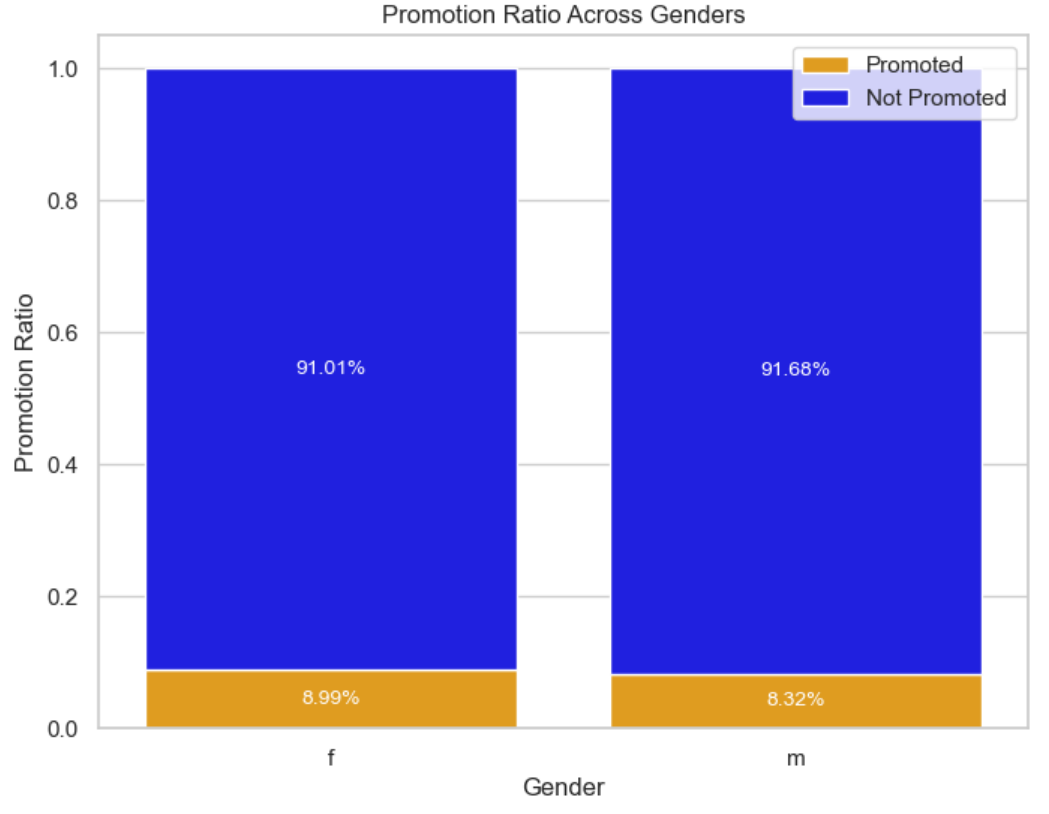 Promotion Ratio Across Genders
Promoted
Not Promoted
Promotion Ratio
1.0
0.8
0.6
0.4
0.2
0.0
91.01%
91.68%
8.99%
8.32%
f
m
Gender